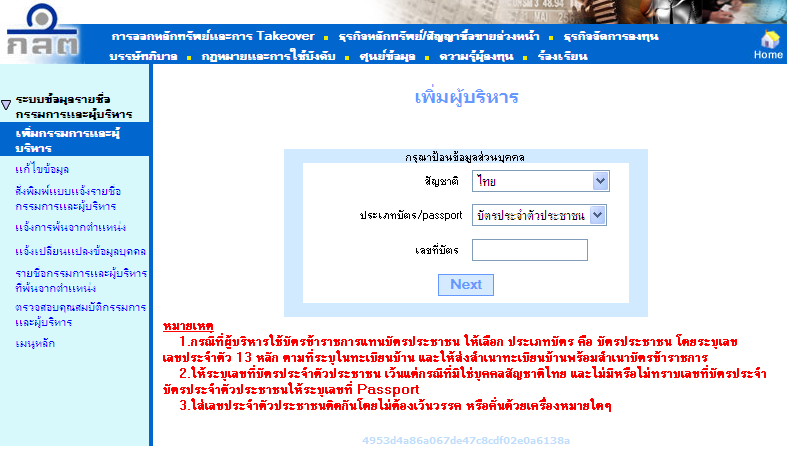 3 48.94
MAI 256
กลต
การออกหลักทรัพย์และการ Takeover ธุรกิจหลักทรัพย์/สัญญาซื้อขายล่วงหน้า ธุรกิจจัดการลงทุน
บรรษัทภิบาล กฎหมายและการใช้บังคับ ศูนย์ข้อมูล ความรู้ผู้ลงทุน ร้องเรียน
Home
ระบบข้อมูลรายชื่อ
กรรมการและผู้บริหาร
เพิ่มกรรมการและผู้
บริหาร
แก้ไขข้อมูล
สั่งพิมพ์แบบแจ้งรายชื่อ
กรรมการและผู้บริหาร
แจ้งการพ้นจากตำแหน่ง
แจ้งเปลี่ยนแปลงข้อมูลบุคคล
รายชื่อกรรมการและผู้บริหาร
ที่พ้นจากตำแหน่ง
ตรวจสอบคุณสมบัติกรรมการ
และผู้บริหาร
เมนูหลัก
เพิ่มผู้บริหาร
กรุณาป้อนข้อมูลส่วนบุคคล
สัญชาติ ไทย
ประเภทบัตร/passport บัตรประจำตัวประชาชน
เลขที่บัตร
Next
หมายเหตุ
1.กรณีที่ผู้บริหารใช้บัตรข้าราชการแทนบัตรประชาชน ให้เลือก ประเภทบัตร คือ บัตรประชาชน โดยระบุเลข
เลขประจำตัว 13 หลัก ตามที่ระบุในทะเบียนบ้าน และให้ส่งสำเนาทะเบียนบ้านพร้อมสำเนาบัตรข้าราชการ
2.ให้ระบุเลขที่บัตรประจำตัวประชาชน เว้นแต่กรณีที่มิใช่บุคคลสัญชาติไทย และไม่มีหรือไม่ทราบเลขที่บัตรประจำ
บัตรประจำตัวประชาชนให้ระบุเลขที่ Passport
3.ใส่เลขประจำตัวประชาชนติดกันโดยไม่ต้องเว้นวรรค หรือคั่นด้วยเครื่องหมายใดๆ
4953d4a86a067de47c8cdf02e0a6138a